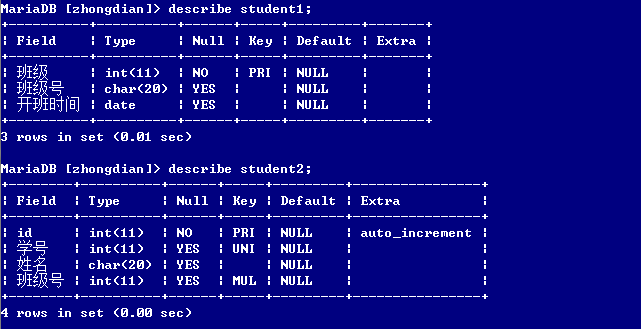 MariaDB [zhongdian]> describe student1;
+----------+----------+------+-----+---------+-------+
| Field    | Type     | Null | Key | Default | Extra |
+----------+----------+------+-----+---------+-------+
| 班级     | int(11)  | NO   | PRI | NULL    |       |
| 班级号   | char(20) | YES  |     | NULL    |       |
| 开班时间 | date     | YES  |     | NULL    |       |
+----------+----------+------+-----+---------+-------+
3 rows in set (0.01 sec)
MariaDB [zhongdian]> describe student2;
+--------+----------+------+-----+---------+----------------+
| Field  | Type     | Null | Key | Default | Extra          |
+--------+----------+------+-----+---------+----------------+
| id     | int(11)  | NO   | PRI | NULL    | auto_increment |
| 学号   | int(11)  | YES  | UNI | NULL    |                |
| 姓名   | char(20) | YES  |     | NULL    |                |
| 班级号 | int(11)  | YES  | MUL | NULL    |                |
+--------+----------+------+-----+---------+----------------+
4 rows in set (0.00 sec)